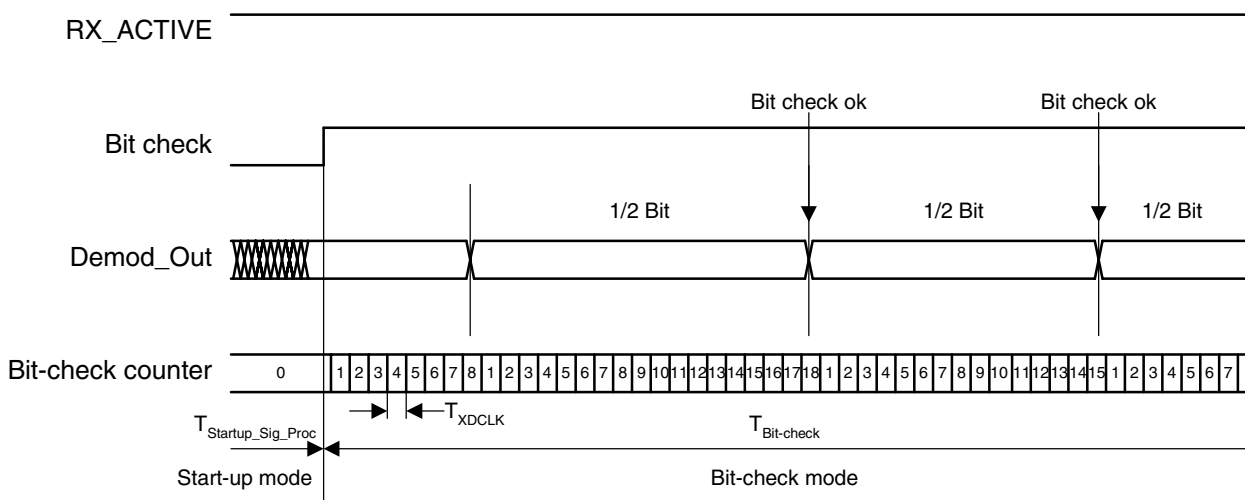 RX_ACTIVE
Bit check ok Bit check ok
Bit check
1/2 Bit 1/2 Bit 1/2 Bit
Demod_Out
Bit-check counter 0 1 2 3 4 5 6 7 8 1 2 3 4 5 6 7 8 9 10 11 12 13 14 15 16 17 18 1 2 3 4 5 6 7 8 9 10 11 12 13 14 15 1 2 3 4 5 6 7
TXDCLK
TStartup_Sig_Proc TBit-check
Start-up mode Bit-check mode